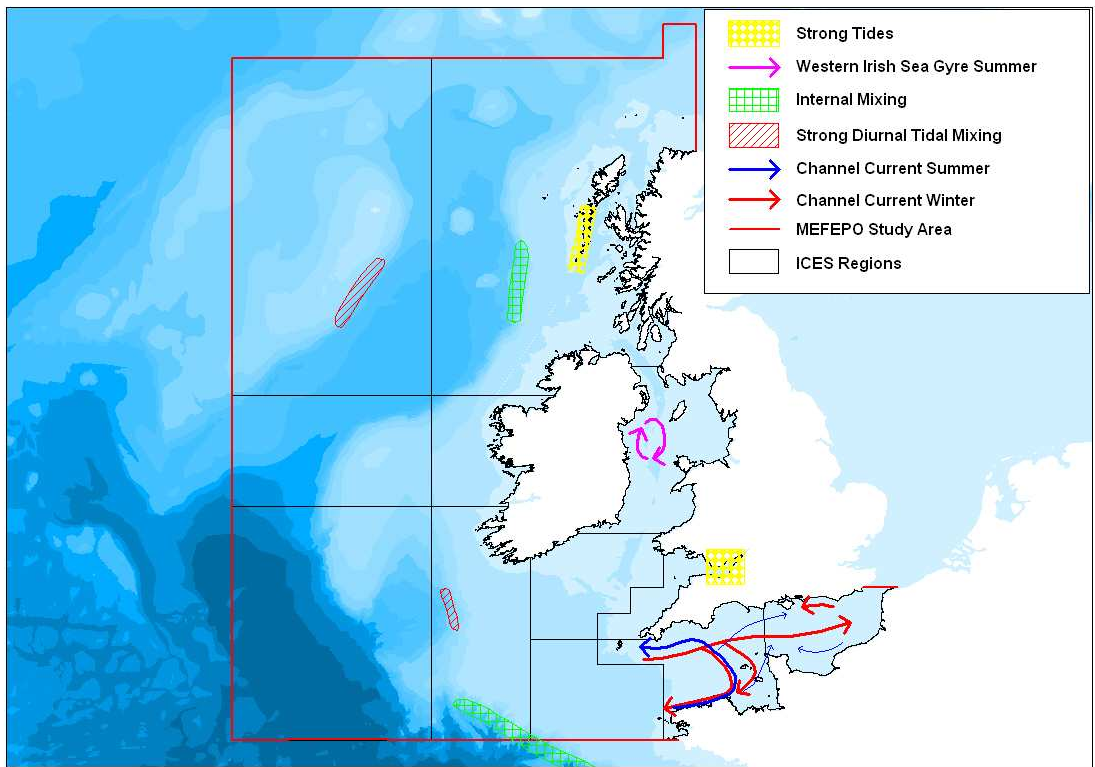 Strong Tides
Western Irish Sea Gyre Summer
Internal Mixing
Strong Diurnal Tidal Mixing
Channel Current Summer
Channel Current Winter
MEFEPO Study Area
ICES Regions